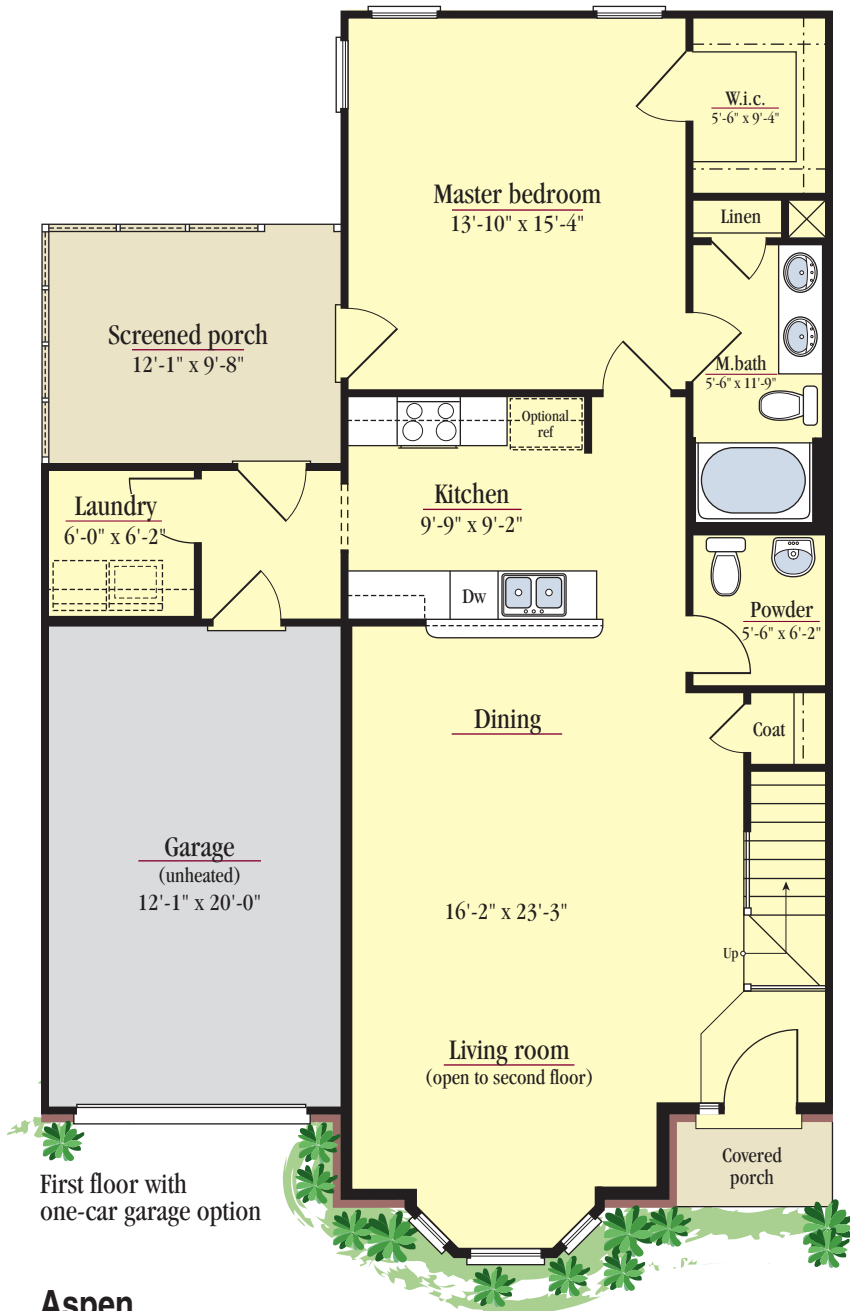 W.i.c.
5'-6" x 9'-4"
Master bedroom
13'-10" x 15'-4"
Linen
Screened porch
12'-1" x 9'-8"
M.bath
5'-6" x 11'-9"
Optional
ref
Laundry
6'-0" x 6'-2"
Kitchen
9'-9" x 9'-2"
Dw
Powder
5'-6" x 6'-2"
Dining
Coat
Garage
(unheated)
12'-1" x 20'-0"
16'-2" x 23'-3"
Up
Living room
(open to second floor)
Covered
porch
First floor with
one-car garage option
Aspen